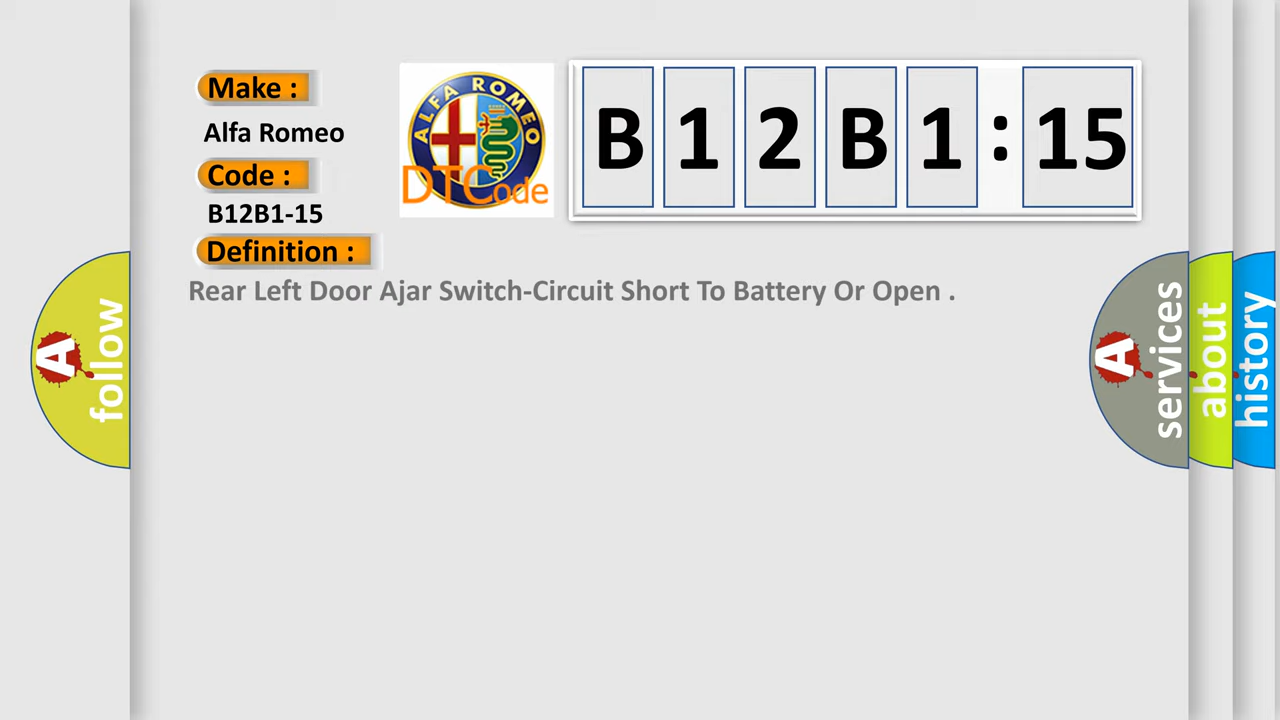 Make :
Alfa Romeo
Code :
B12B1-15
Definition :
Rear Left Door Ajar Switch-Circuit Short To Battery Or Open .
ALFA ROMEO
DTCode
B 1 2 B 1 : 15
A follow
A services
about
history